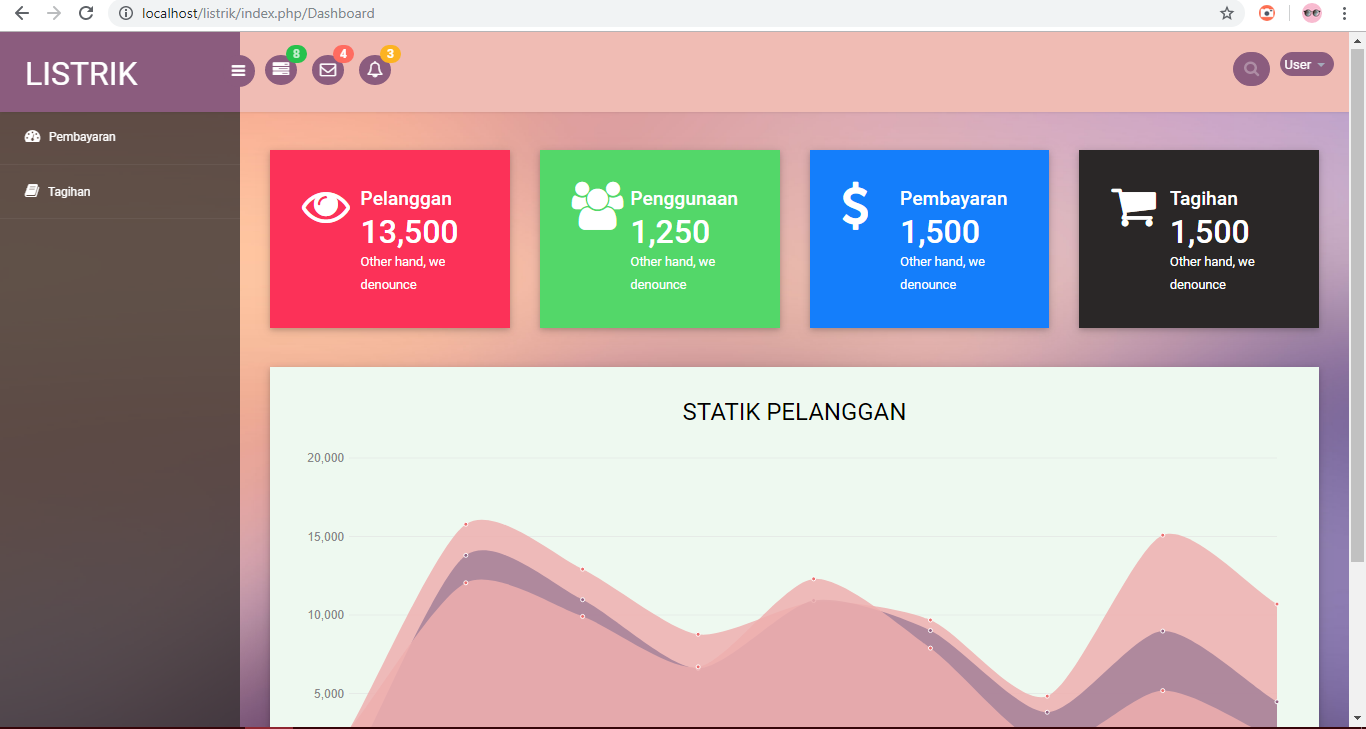 localhost/listrik/index.php/Dashboard
LISTRIK
8
4
3
User
Pembayaran
Tagihan
Pelanggan
13,500
Other hand, we
denounce
Penggunaan
1,250
Other hand, we
denounce
Pembayaran
1,500
Other hand, we
denounce
Tagihan
1,500
Other hand, we
denounce
STATIK PELANGGAN
20,000
15,000
10,000
5,000